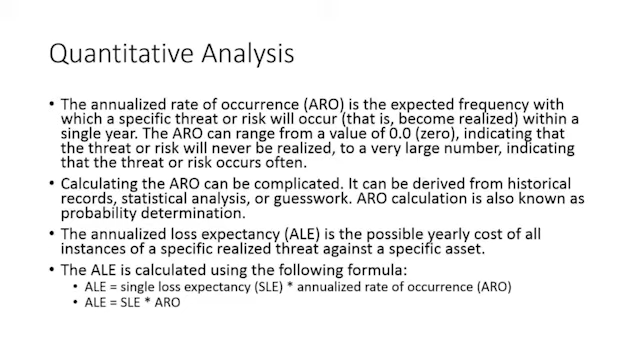 Quantitative Analysis
• The annualized rate of occurrence (ARO) is the expected frequency with
which a specific threat or risk will occur (that is, become realized) within a
single year. The ARO can range from a value of 0.0 (zero), indicating that
the threat or risk will never be realized, to a very large number, indicating
that the threat or risk occurs often.
• Calculating the ARO can be complicated. It can be derived from historical
records, statistical analysis, or guesswork. ARO calculation is also known as
probability determination.
• The annualized loss expectancy (ALE) is the possible yearly cost of all
instances of a specific realized threat against a specific asset.
• The ALE is calculated using the following formula:
• ALE = single loss expectancy (SLE) * annualized rate of occurrence (ARO)
• ALE = SLE * ARO